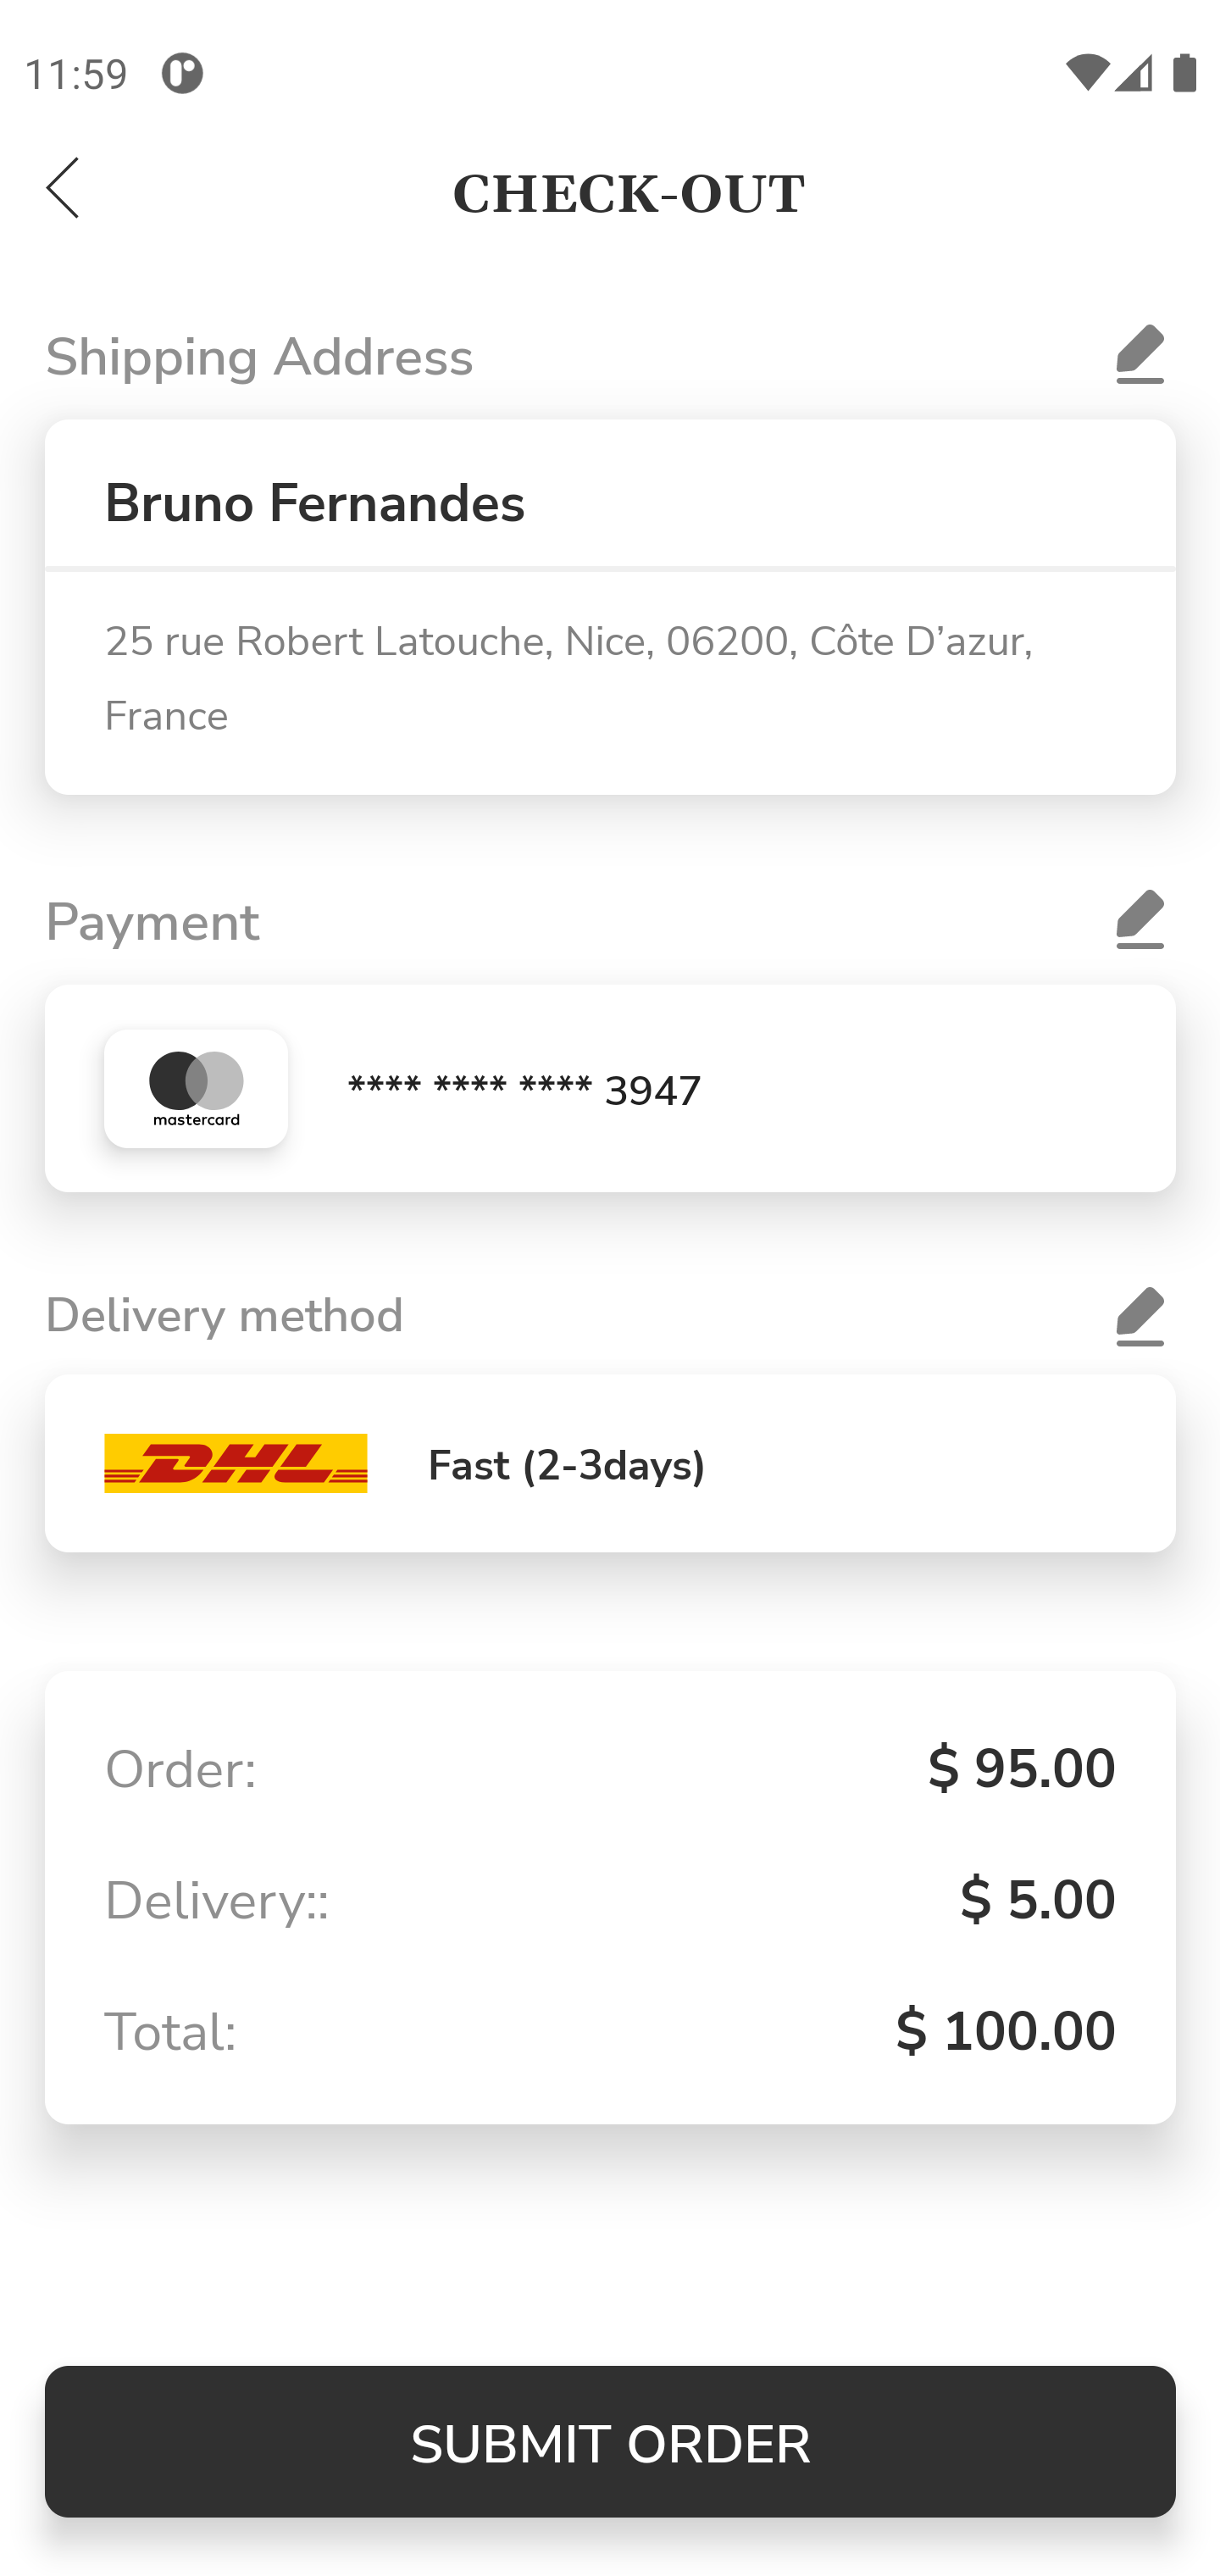 11:59
CHECK-OUT
Shipping Address
Bruno Fernandes
25 rue Robert Latouche, Nice, 06200, Côte D’azur,
France
Payment
mastercard
**** **** **** 3947
Delivery method
DHL
Fast (2-3days)
Order:
$ 95.00
Delivery::
$ 5.00
Total:
$ 100.00
SUBMIT ORDER